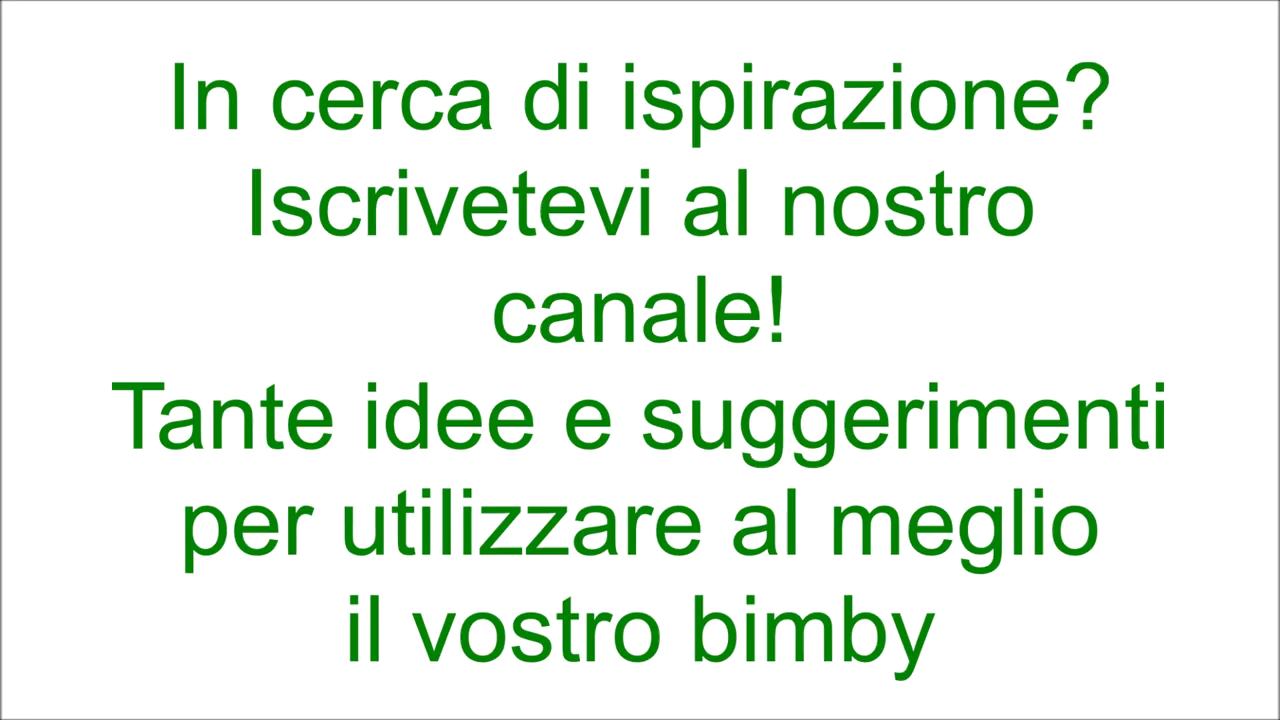 In cerca di ispirazione?
Iscrivetevi al nostro
canale!
Tante idee e suggerimenti
per utilizzare al meglio
il vostro bimby